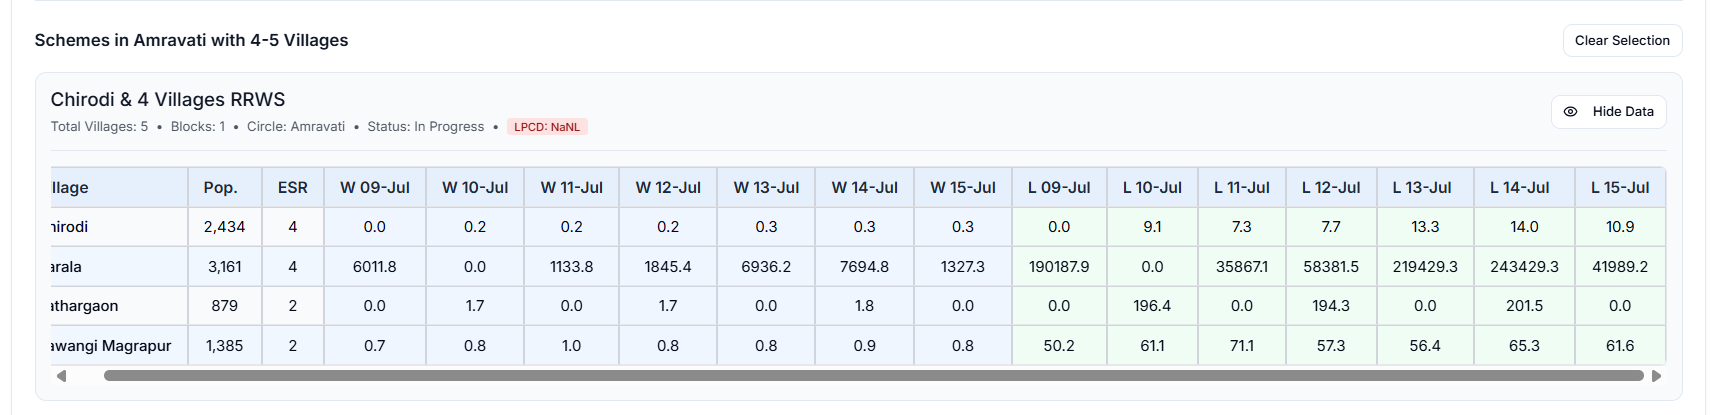 Schemes in Amravati with 4-5 Villages
Clear Selection
Chirodi & 4 Villages RRWS
Total Villages: 5 • Blocks: 1 • Circle: Amravati • Status: In Progress • LPCD: NaNL
Hide Data
llage Pop. ESR W 09-Jul W 10-Jul W 11-Jul W 12-Jul W 13-Jul W 14-Jul W 15-Jul L 09-Jul L 10-Jul L 11-Jul L 12-Jul L 13-Jul L 14-Jul L 15-Jul
hirodi 2,434 4 0.0 0.2 0.2 0.2 0.3 0.3 0.3 0.0 9.1 7.3 7.7 13.3 14.0 10.9
arala 3,161 4 6011.8 0.0 1133.8 1845.4 6936.2 7694.8 1327.3 190187.9 0.0 35867.1 58381.5 219429.3 243429.3 41989.2
athargaon 879 2 0.0 1.7 0.0 1.7 0.0 1.8 0.0 0.0 196.4 0.0 194.3 0.0 201.5 0.0
awangi Magrapur 1,385 2 0.7 0.8 1.0 0.8 0.8 0.9 0.8 50.2 61.1 71.1 57.3 56.4 65.3 61.6